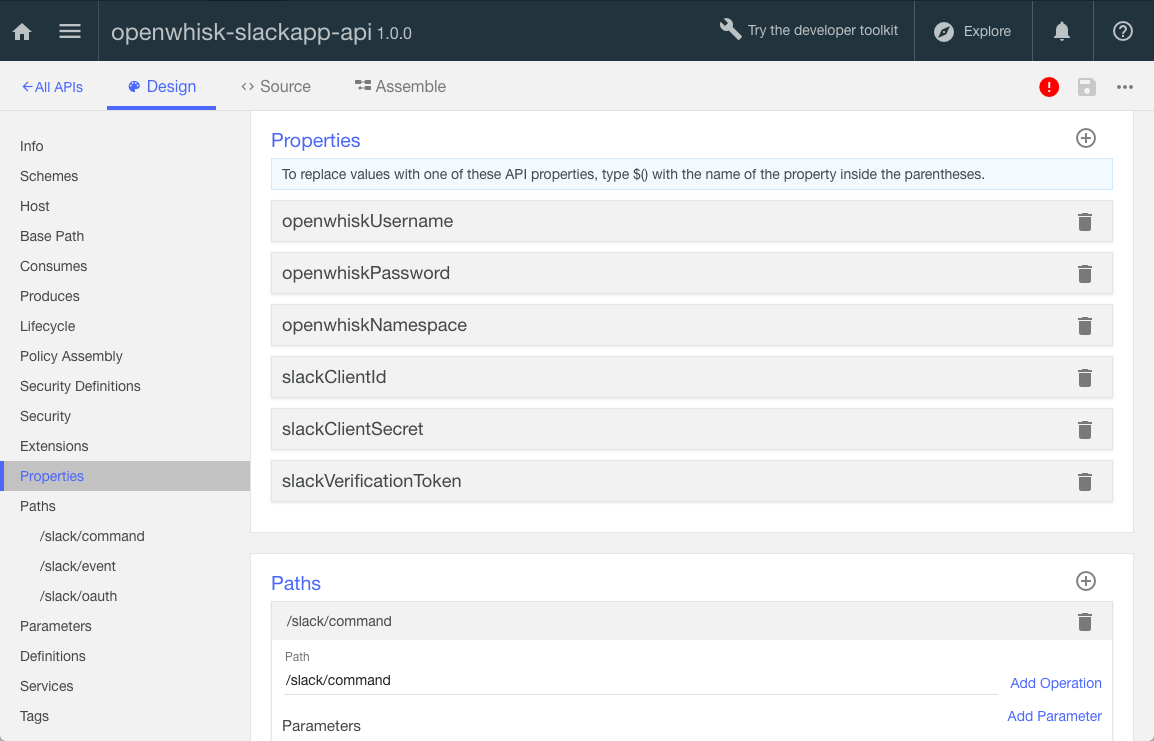 openwhisk-slackapp-api 1.0.0
Try the developer toolkit
Explore
All APIs
Design
Source
Assemble
Info
Schemes
Host
Base Path
Consumes
Produces
Lifecycle
Policy Assembly
Security Definitions
Security
Extensions
Properties
Paths
/slack/command
/slack/event
/slack/oauth
Parameters
Definitions
Services
Tags
Properties
To replace values with one of these API properties, type $() with the name of the property inside the parentheses.
openwhiskUsername
openwhiskPassword
openwhiskNamespace
slackClientId
slackClientSecret
slackVerificationToken
Paths
/slack/command
Path
/slack/command
Add Operation
Add Parameter
Parameters